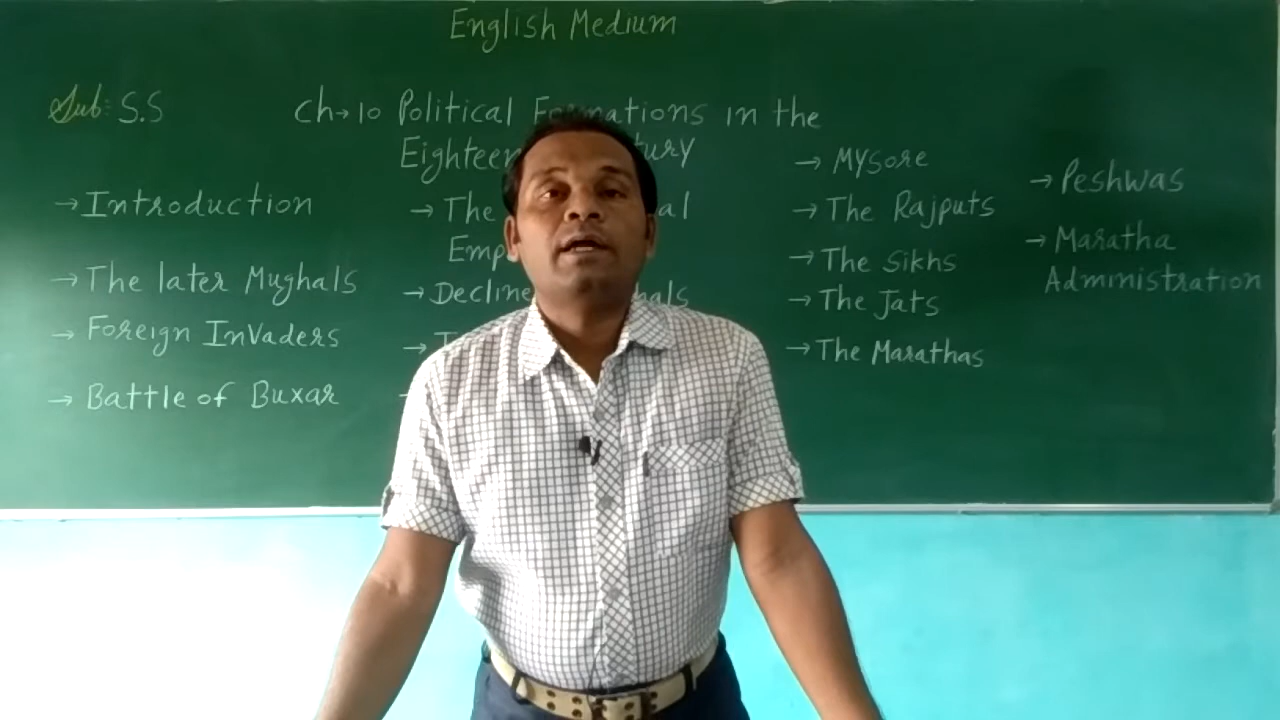 English Medium
Sub: S.S
Ch→10 Political Formations in the
Eighteen
→Introduction
→The later Mughals
→Foreign InVaders
→Battle of Buxar
→The
Emp
→Decline
→
→Mysore
→The Rajputs
→The Sikhs
→The Jats
→The Marathas
→Peshwas
→Maratha
Administration